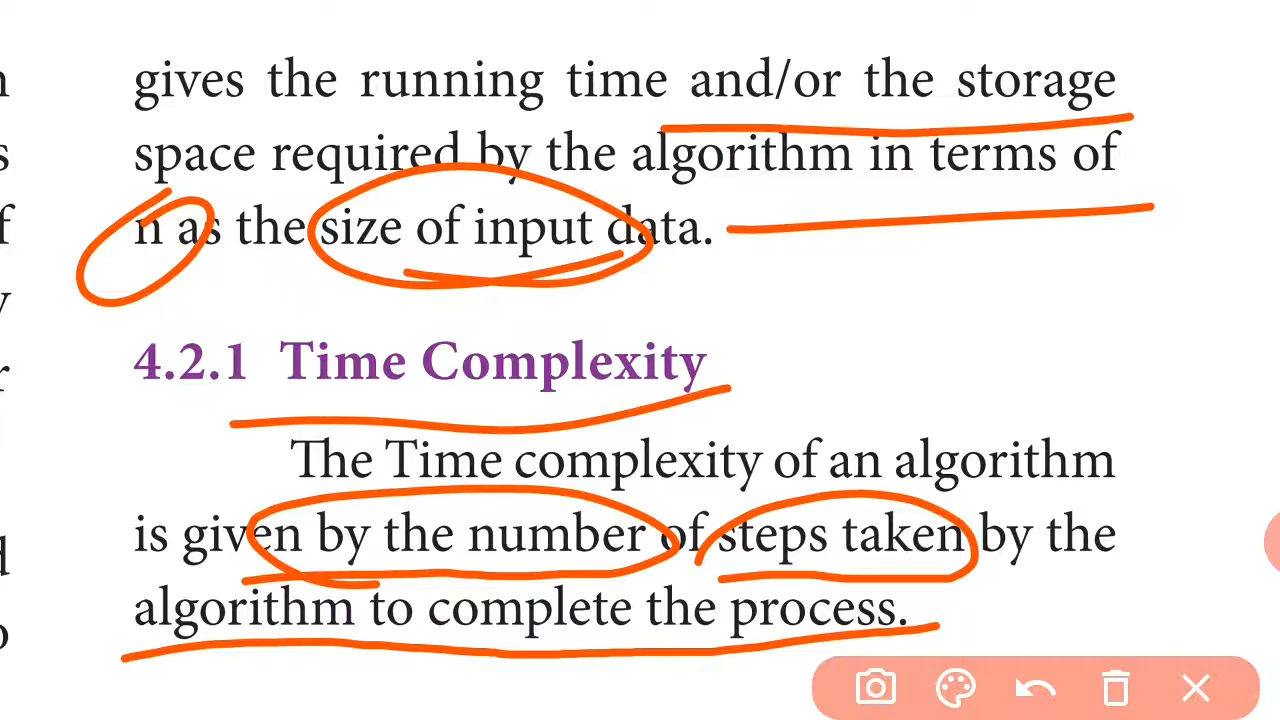 gives the running time and/or the storage
space required by the algorithm in terms of
n as the size of input data.
4.2.1 Time Complexity
The Time complexity of an algorithm
is given by the number of steps taken by the
algorithm to complete the process.